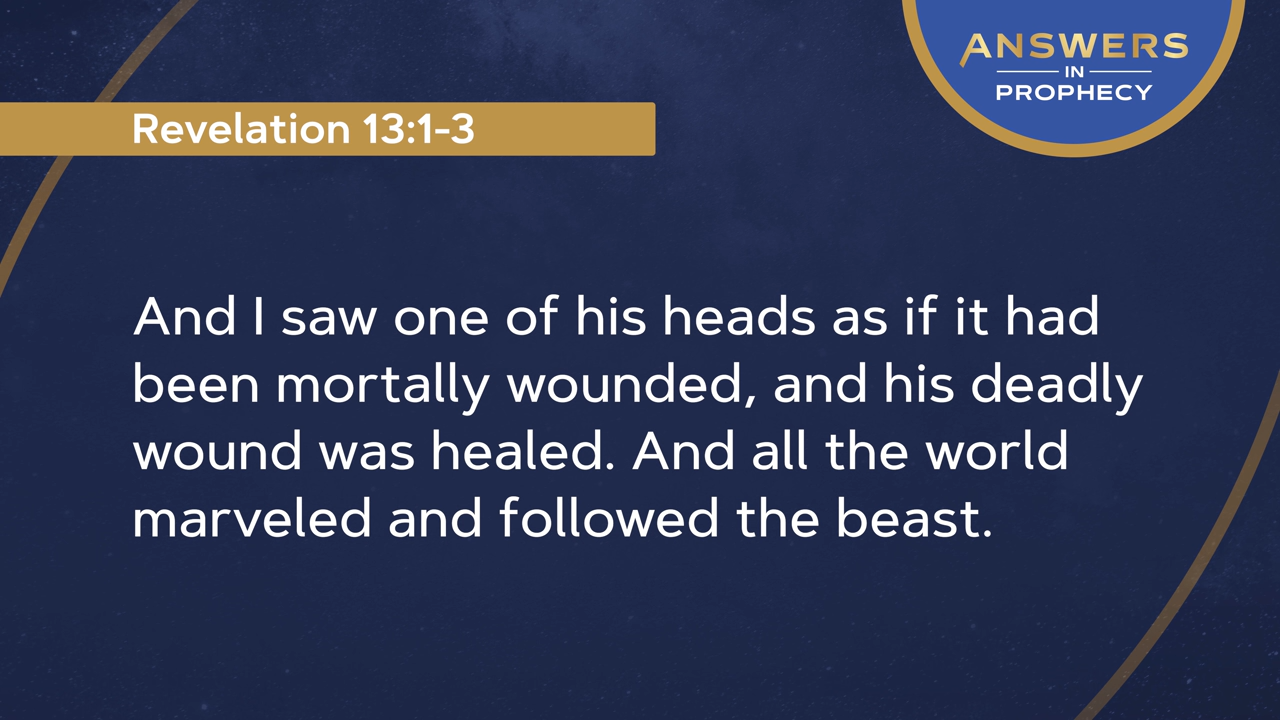 ANSWERS
IN
PROPHECY
Revelation 13:1-3
And I saw one of his heads as if it had
been mortally wounded, and his deadly
wound was healed. And all the world
marveled and followed the beast.